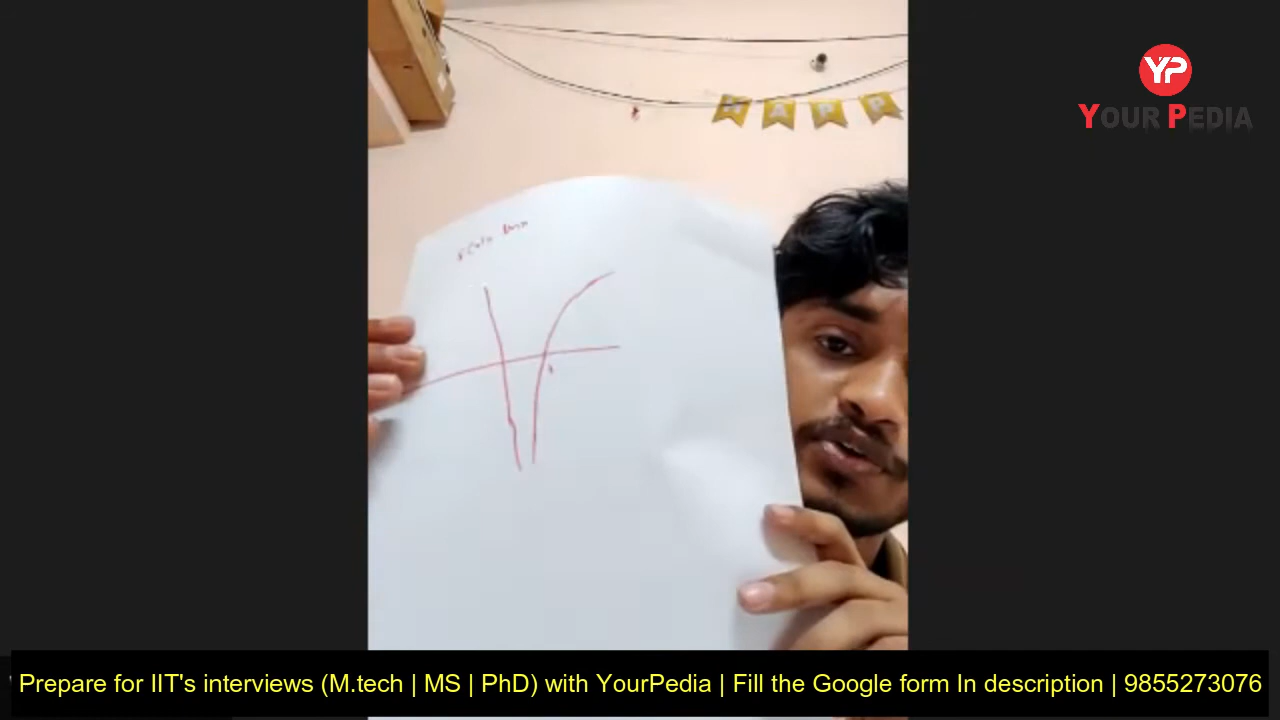 YP
YOUR PEDIA
H A P P
Prepare for IIT's interviews (M.tech | MS | PhD) with YourPedia | Fill the Google form In description | 9855273076